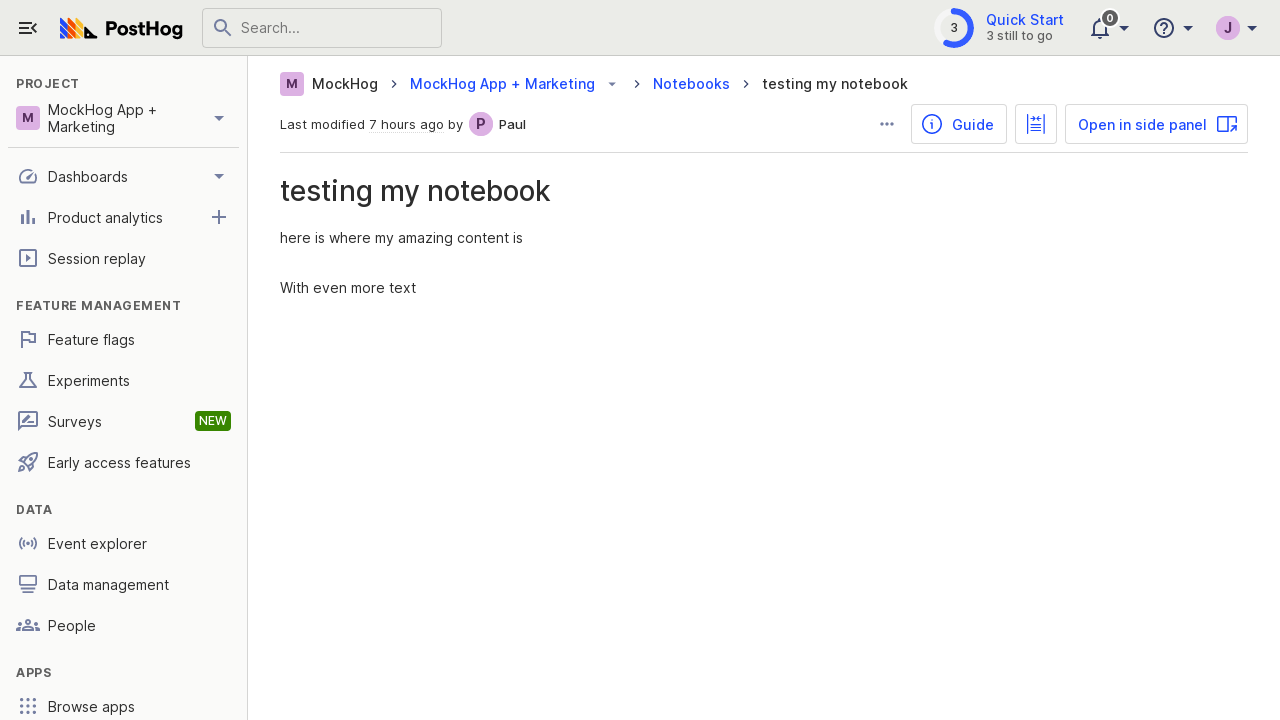 PostHog
Search...
3
Quick Start
3 still to go
0
J
PROJECT
M
MockHog App +
Marketing
Dashboards
Product analytics
Session replay
FEATURE MANAGEMENT
Feature flags
Experiments
Surveys
NEW
Early access features
DATA
Event explorer
Data management
People
APPS
Browse apps
M MockHog > MockHog App + Marketing > Notebooks > testing my notebook
Last modified 7 hours ago by P Paul
Guide
Open in side panel
testing my notebook
here is where my amazing content is
With even more text